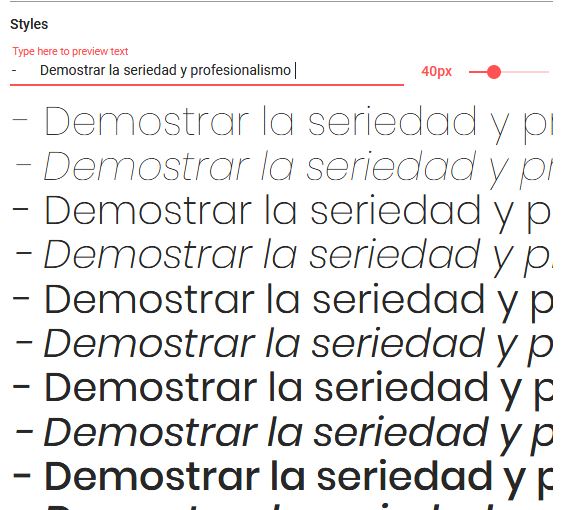 Styles
Type here to preview text
- Demostrar la seriedad y profesionalismo
40px
- Demostrar la seriedad y pr
- Demostrar la seriedad y pr
- Demostrar la seriedad y p
- Demostrar la seriedad y p
- Demostrar la seriedad y p
- Demostrar la seriedad y p
- Demostrar la seriedad y p
- Demostrar la seriedad y p
- Demostrar la seriedad y p